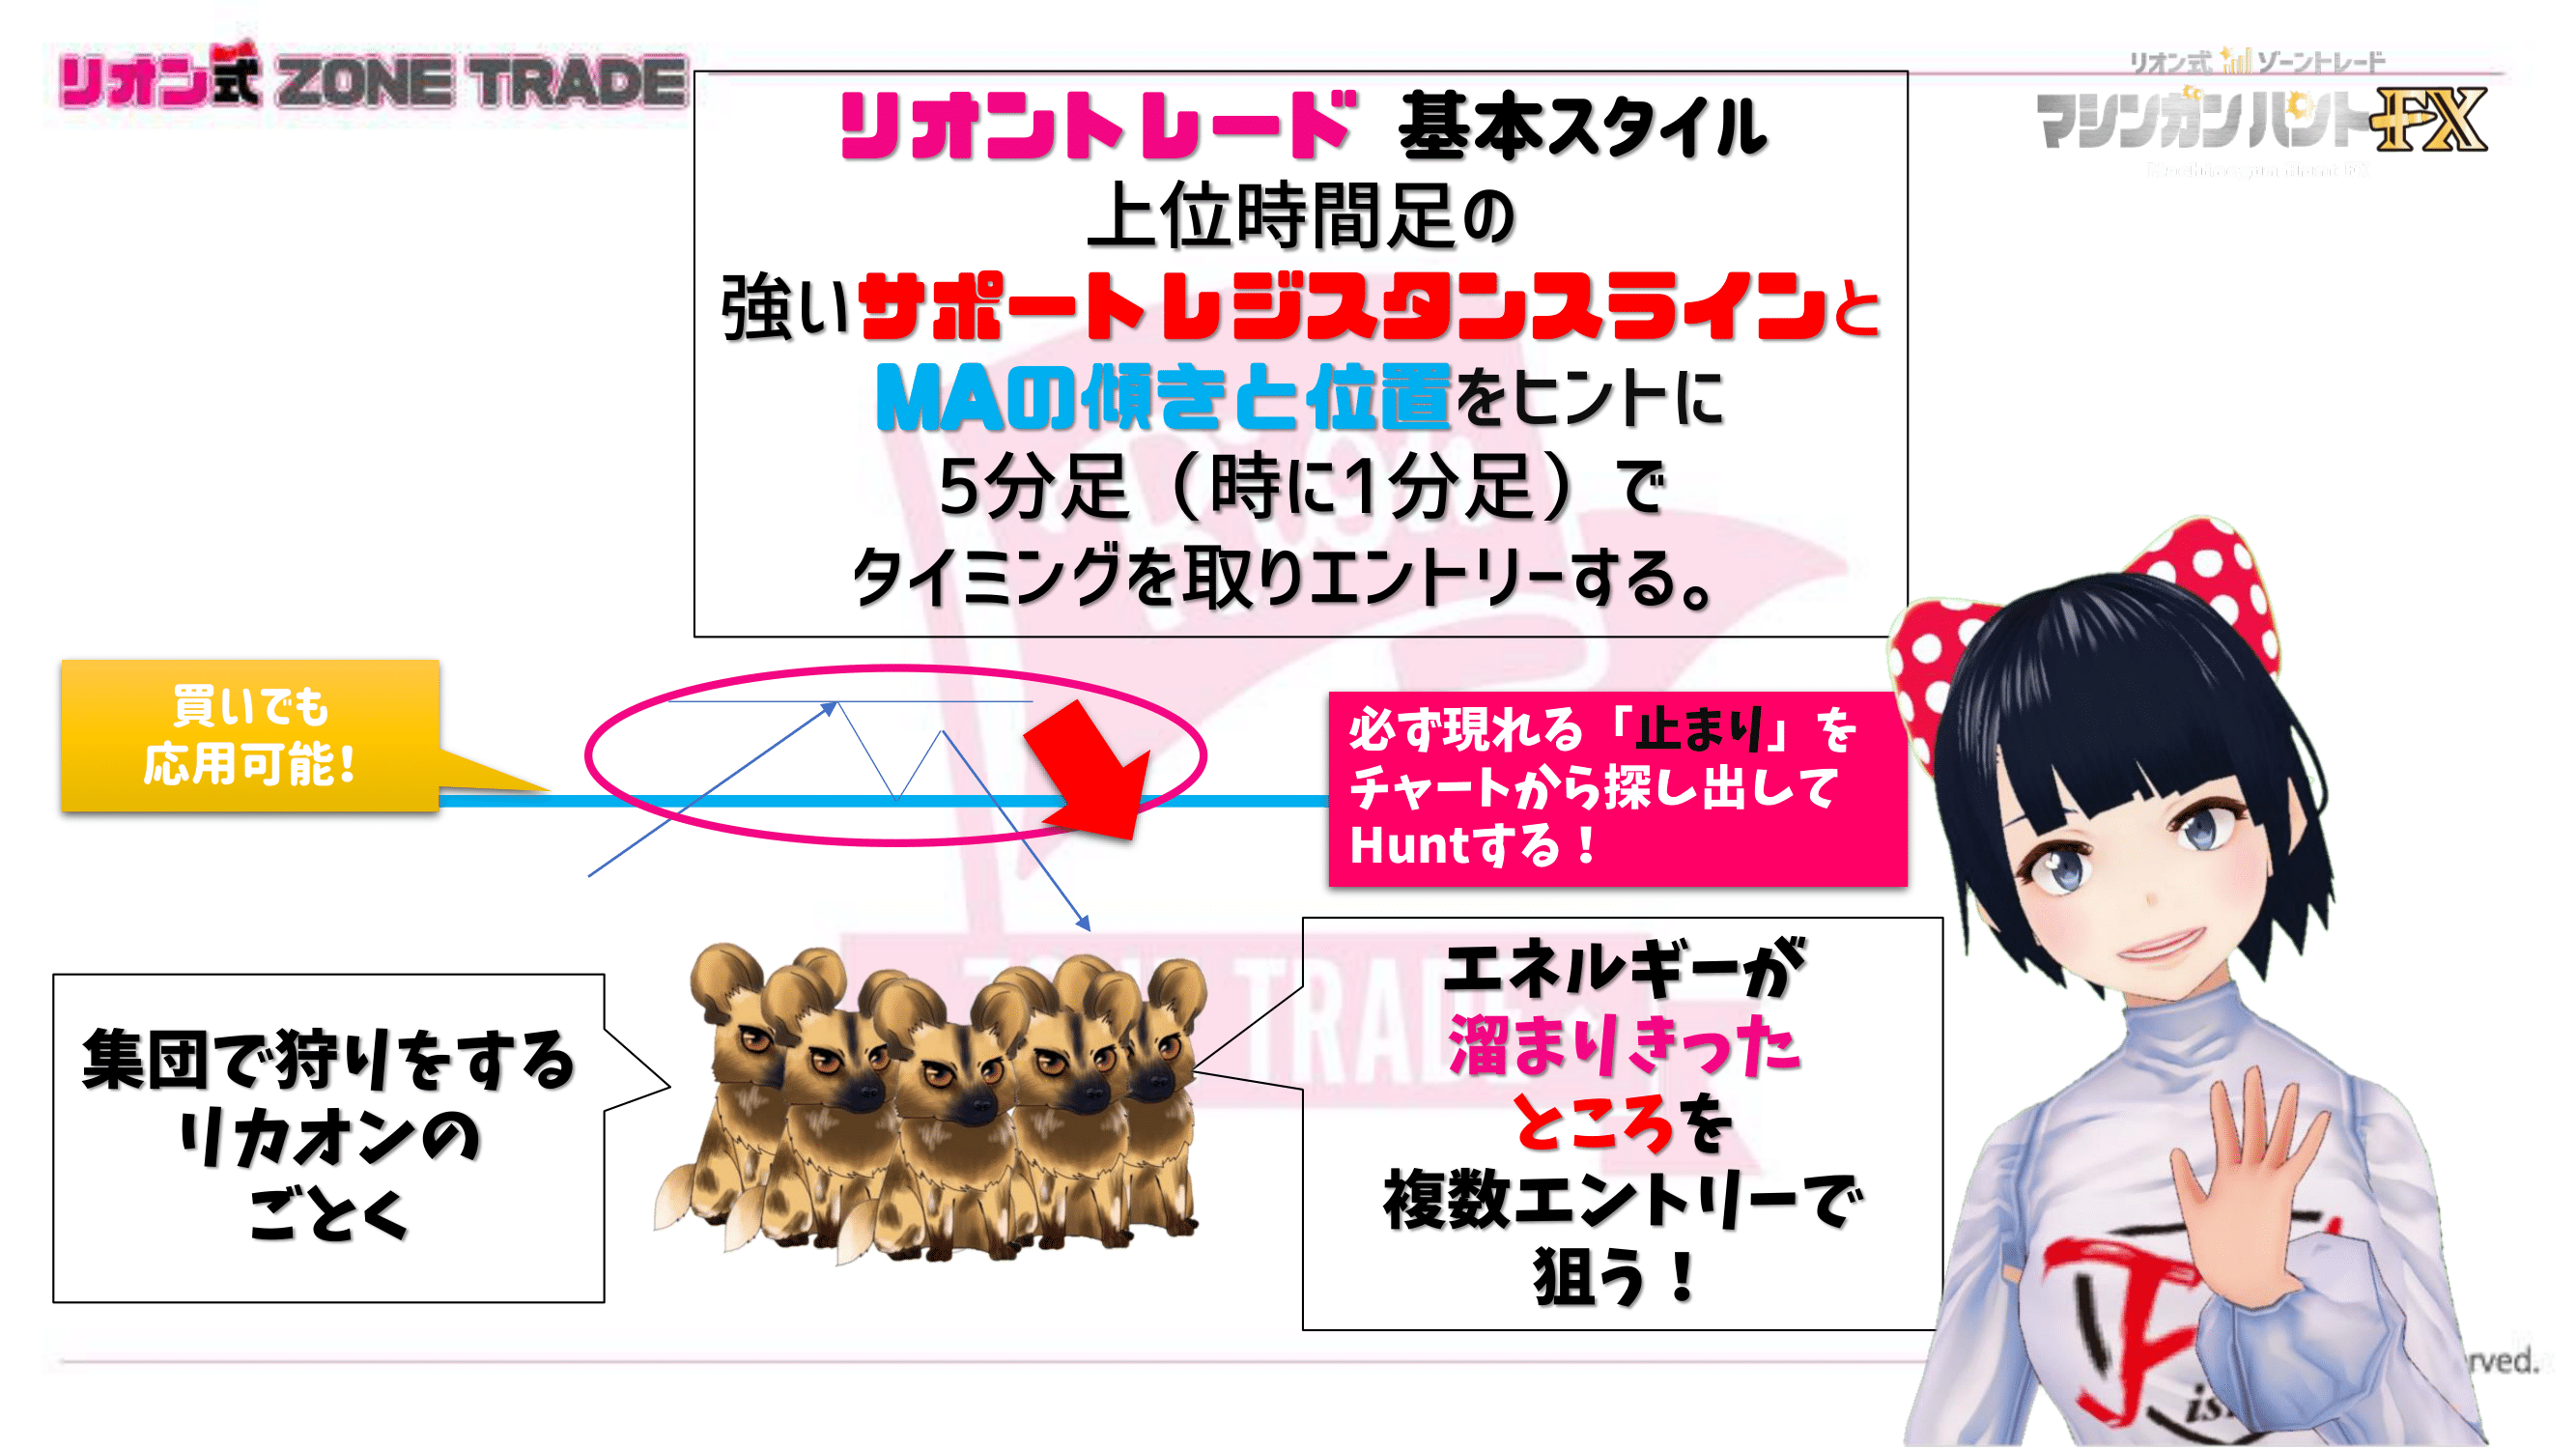 リオン式 ZONE TRADE
リオン式 ゾーントレード
マシンガンハントFX
リオントレード 基本スタイル
上位時間足の
強いサポートレジスタンスラインと
MAの傾きと位置をヒントに
5分足（時に1分足）で
タイミングを取りエントリーする。
買いでも
応用可能!
必ず現れる「止まり」を
チャートから探し出して
Huntする！
集団で狩りをする
リカオンの
ごとく
エネルギーが
溜まりきった
ところを
複数エントリーで
狙う！
TRADE
rved.